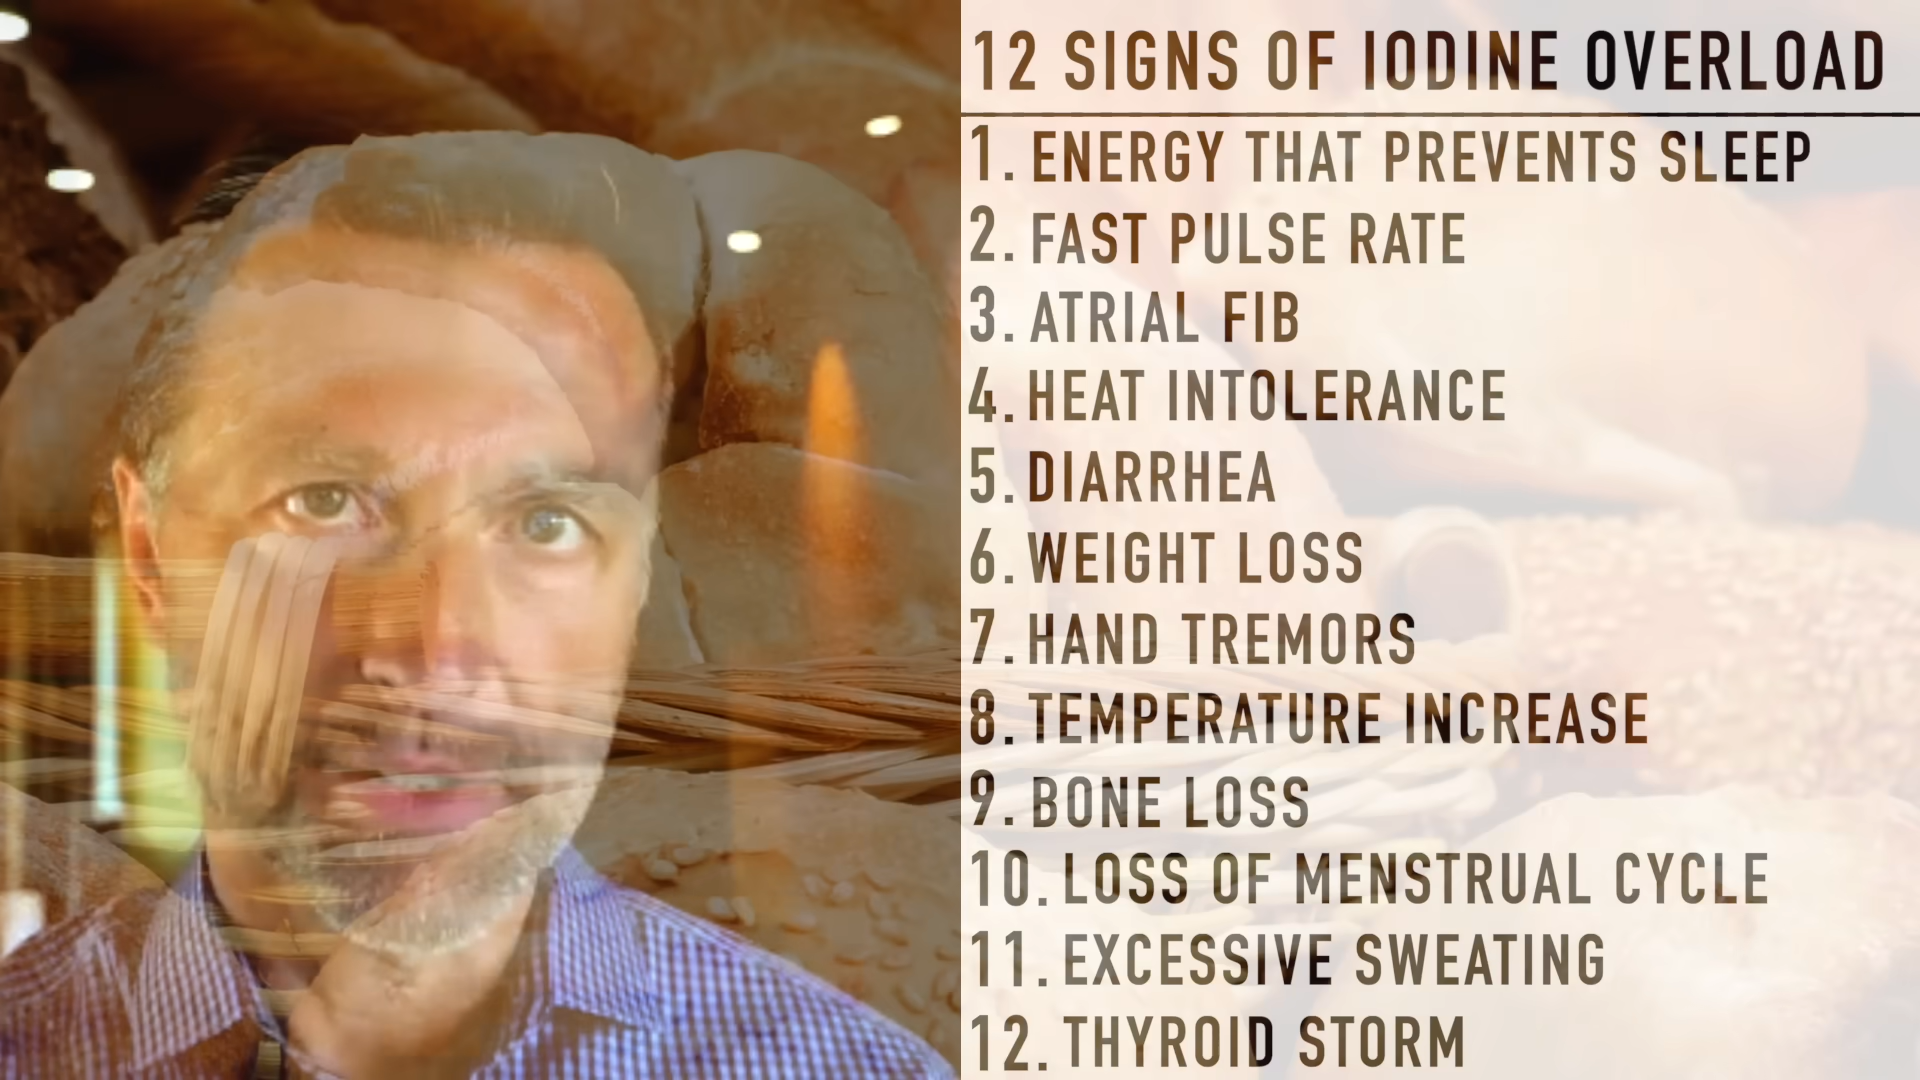 12 SIGNS OF IODINE OVERLOAD
1. ENERGY THAT PREVENTS SLEEP
2. FAST PULSE RATE
3. ATRIAL FIB
4. HEAT INTOLERANCE
5. DIARRHEA
6. WEIGHT LOSS
7. HAND TREMORS
8. TEMPERATURE INCREASE
9. BONE LOSS
10. LOSS OF MENSTRUAL CYCLE
11. EXCESSIVE SWEATING
12. THYROID STORM